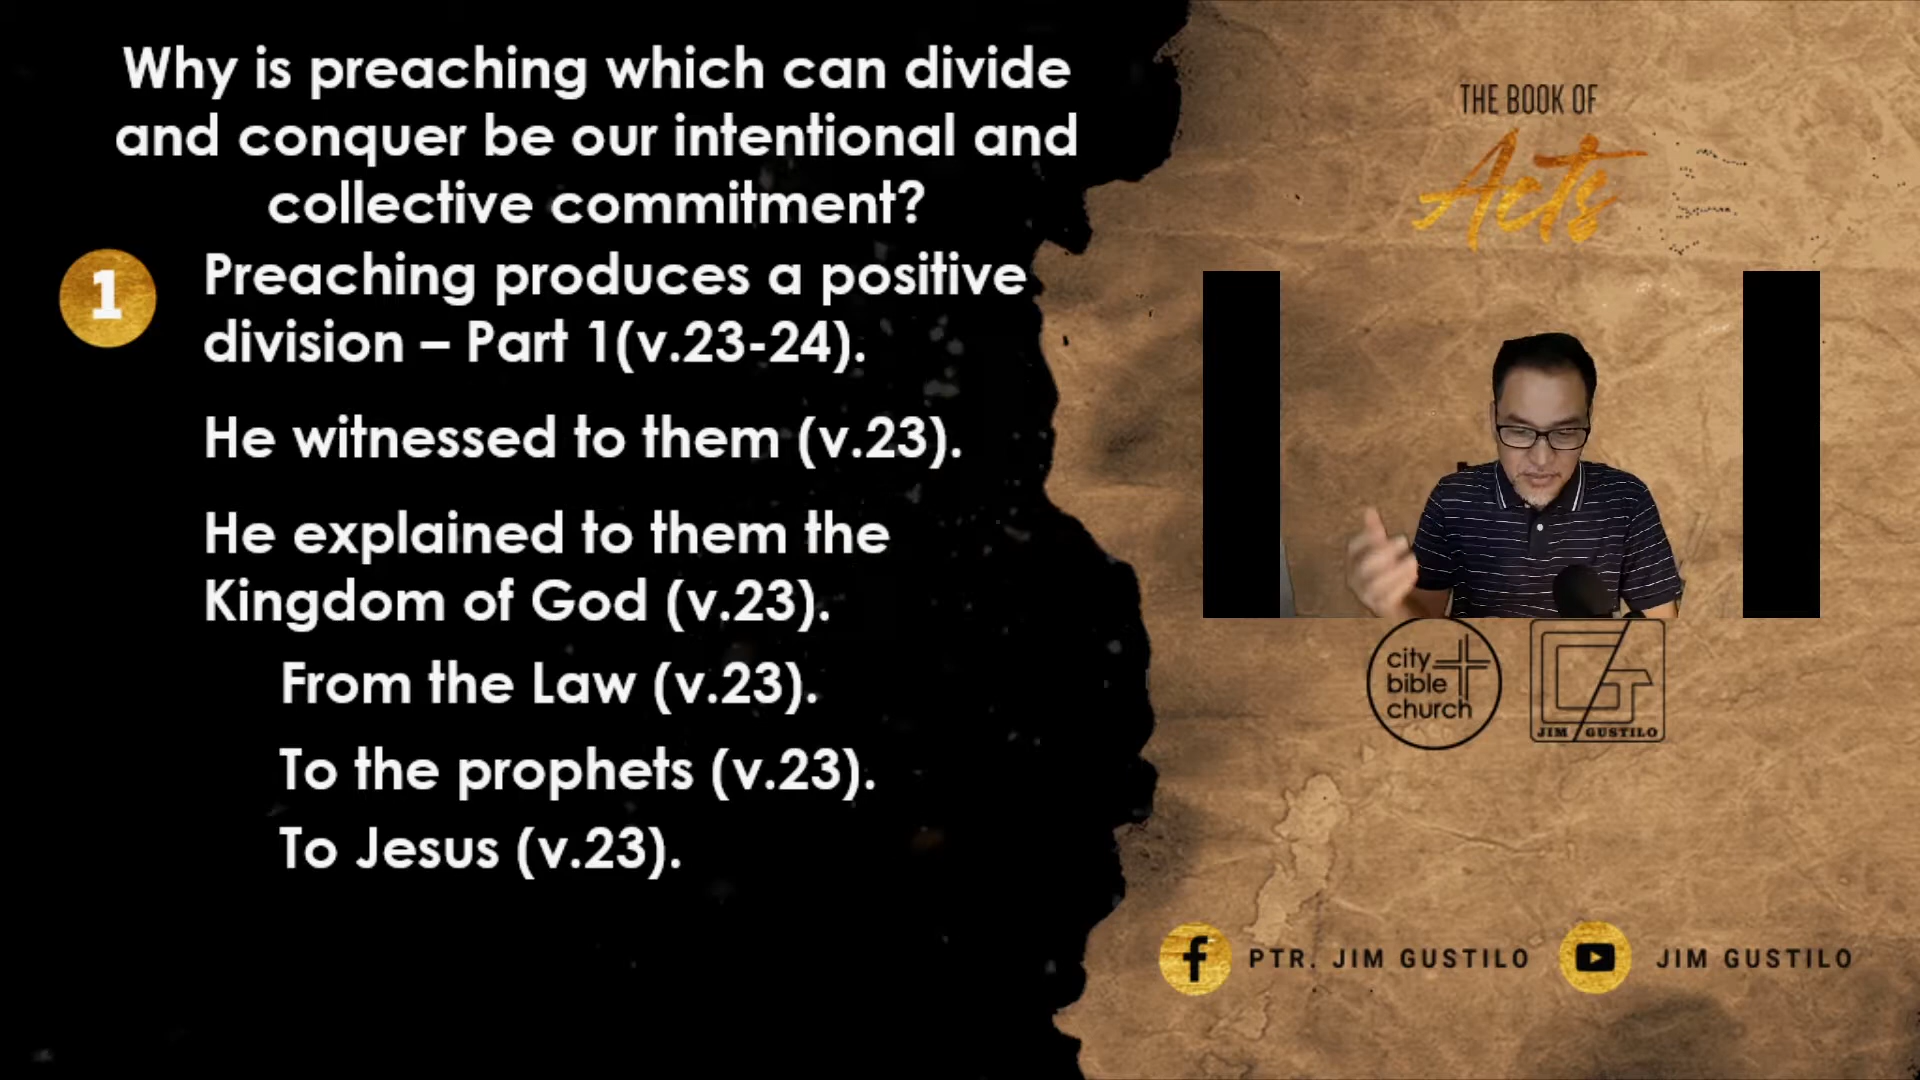 Why is preaching which can divide
and conquer be our intentional and
collective commitment?
1
Preaching produces a positive
division – Part 1(v.23-24).
He witnessed to them (v.23).
He explained to them the
Kingdom of God (v.23).
From the Law (v.23).
To the prophets (v.23).
To Jesus (v.23).
THE BOOK OF
Acts
city
bible
church
JIM GUSTILO
PTR. JIM GUSTILO
JIM GUSTILO